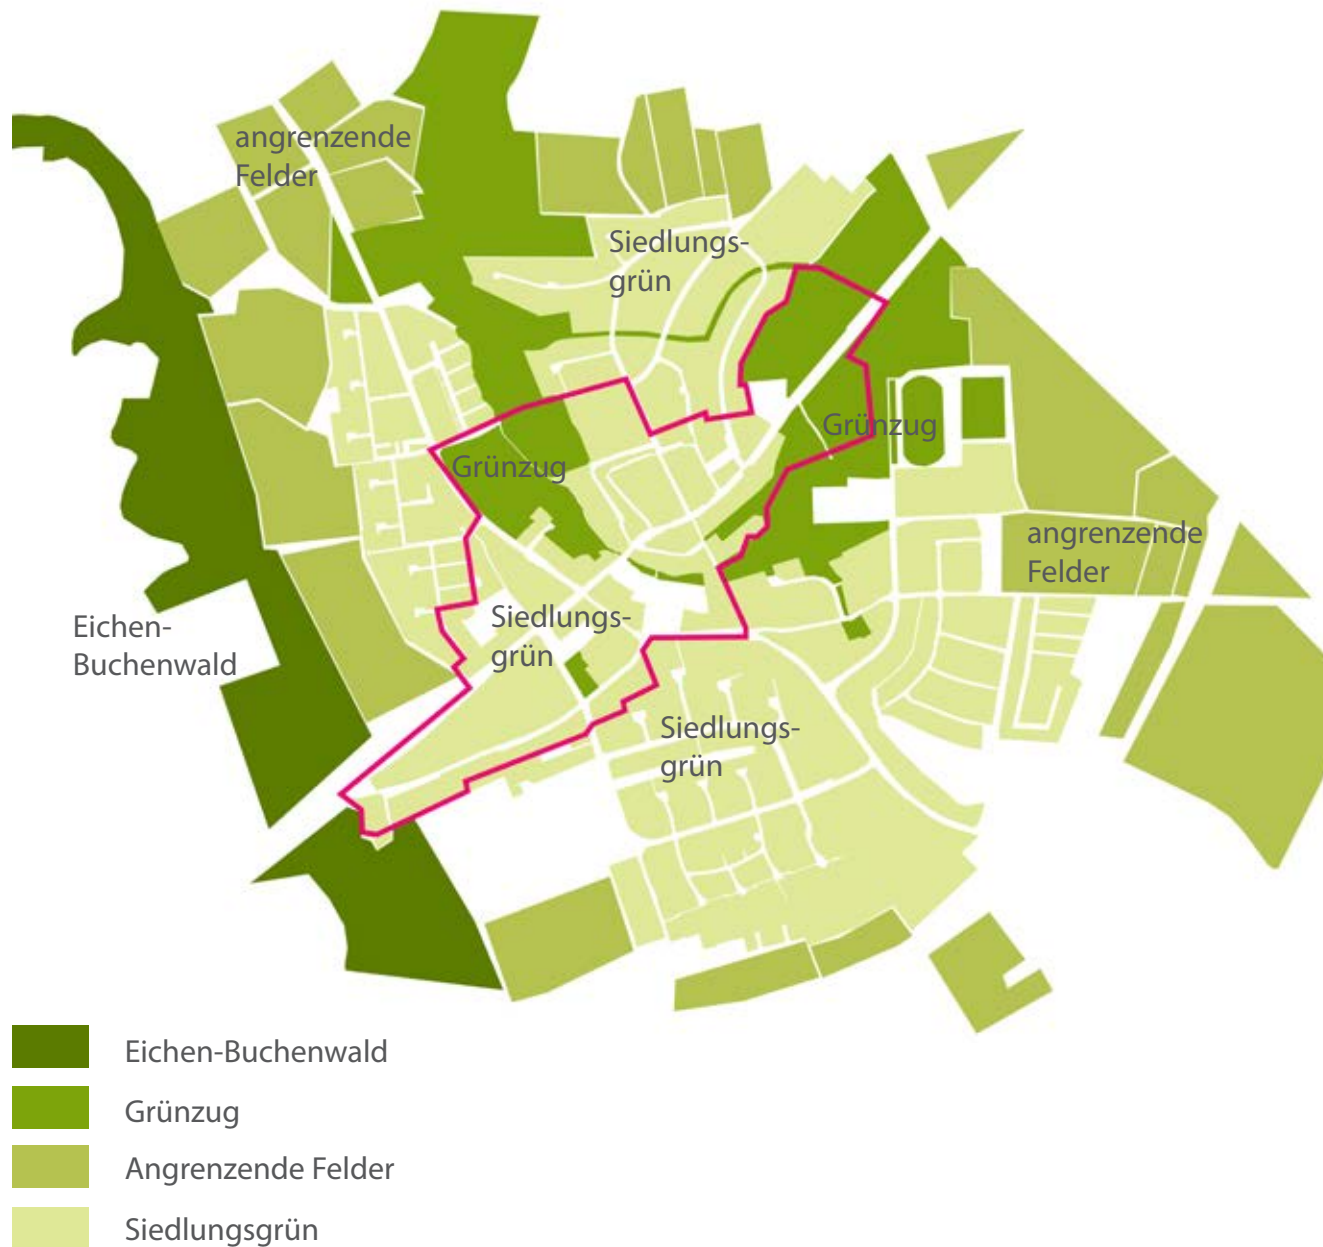 angrenzende
Felder
Siedlungs-
grün
Grünzug
Grünzug
angrenzende
Felder
Siedlungs-
grün
Eichen-
Buchenwald
Siedlungs-
grün
Eichen-Buchenwald
Grünzug
Angrenzende Felder
Siedlungsgrün